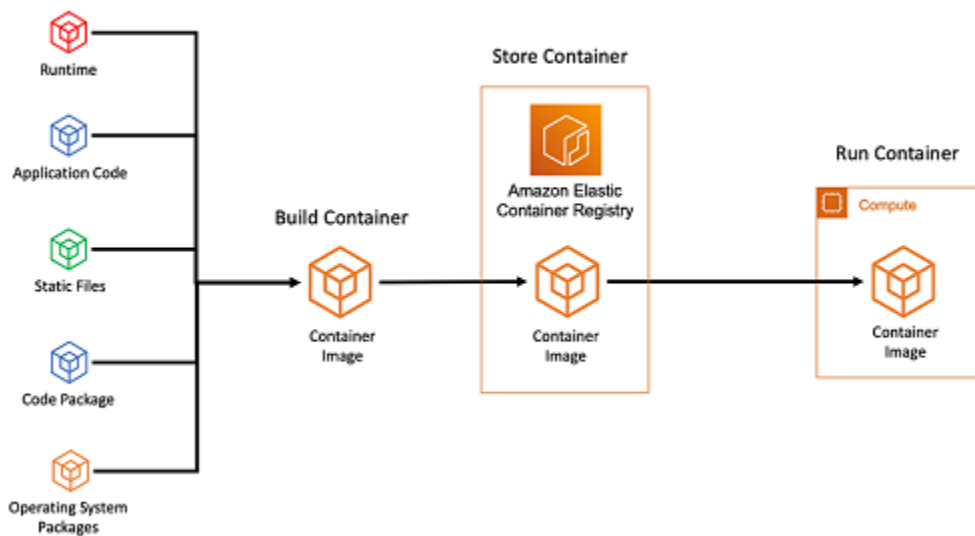 Runtime
Application Code
Static Files
Code Package
Operating System
Packages
Build Container
Container
Image
Store Container
Amazon Elastic
Container Registry
Container
Image
Run Container
Compute
Container
Image